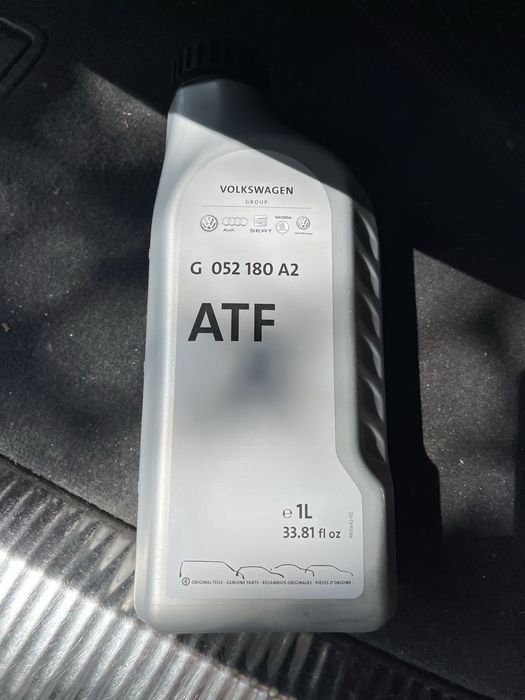 VOLKSWAGEN
GROUP
Audi SEAT ŠKODA
G 052 180 A2
ATF
e 1L
33.81 fl oz
® ORIGINAL TEILE · GENUINE PARTS · RECAMBIOS ORIGINALES · PIÈCES D'ORIGINE ·